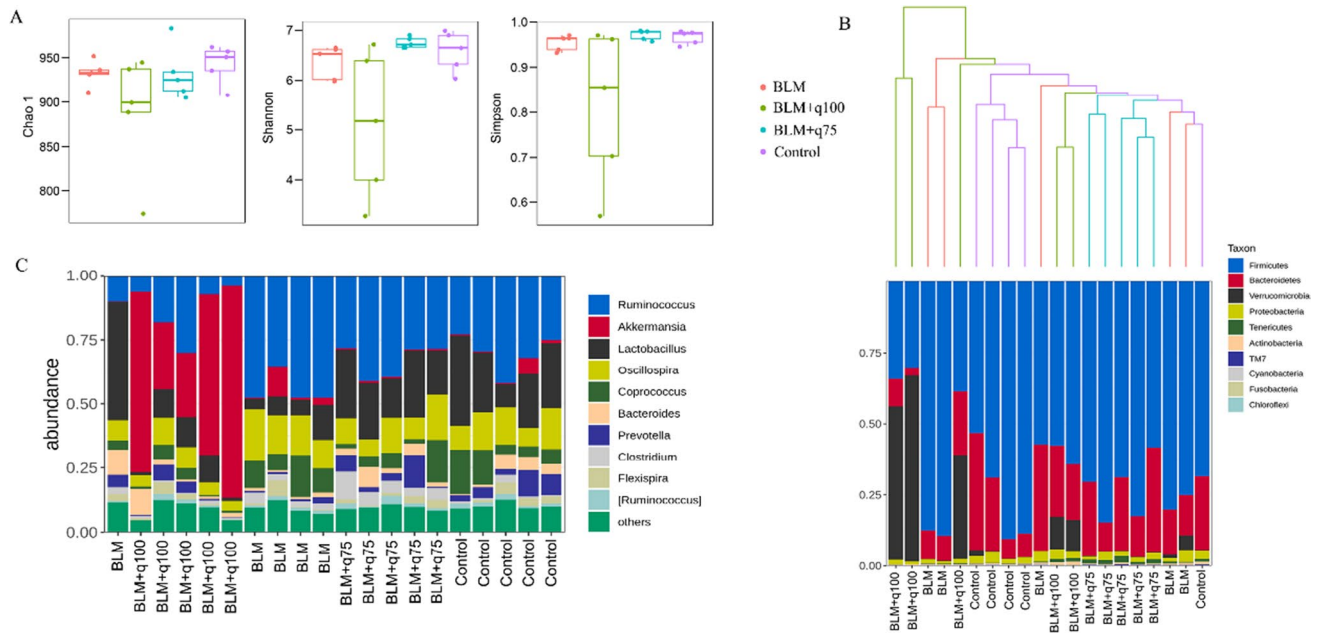 A
Chao 1
950
900
850
800
Shannon
7
6
5
4
Simpson
1.0
0.9
0.8
0.7
0.6
BLM
BLM+q100
BLM+q75
Control
B
0.75
0.50
0.25
0.00
BLM+q100
BLM+q100
BLM
BLM
BLM+q100
Control
Control
Control
Control
BLM
BLM+q100
BLM+q100
BLM+q75
BLM+q75
BLM+q75
BLM+q75
BLM+q75
BLM
BLM
Control
Taxon
Firmicutes
Bacteroidetes
Verrucomicrobia
Proteobacteria
Tenericutes
Actinobacteria
TM7
Cyanobacteria
Fusobacteria
Chloroflexi
C
abundance
1.00
0.75
0.50
0.25
0.00
BLM
BLM+q100
BLM+q100
BLM+q100
BLM+q100
BLM+q100
BLM
BLM
BLM
BLM
BLM+q75
BLM+q75
BLM+q75
BLM+q75
BLM+q75
Control
Control
Control
Control
Control
Ruminococcus
Akkermansia
Lactobacillus
Oscillospira
Coprococcus
Bacteroides
Prevotella
Clostridium
Flexispira
[Ruminococcus]
others